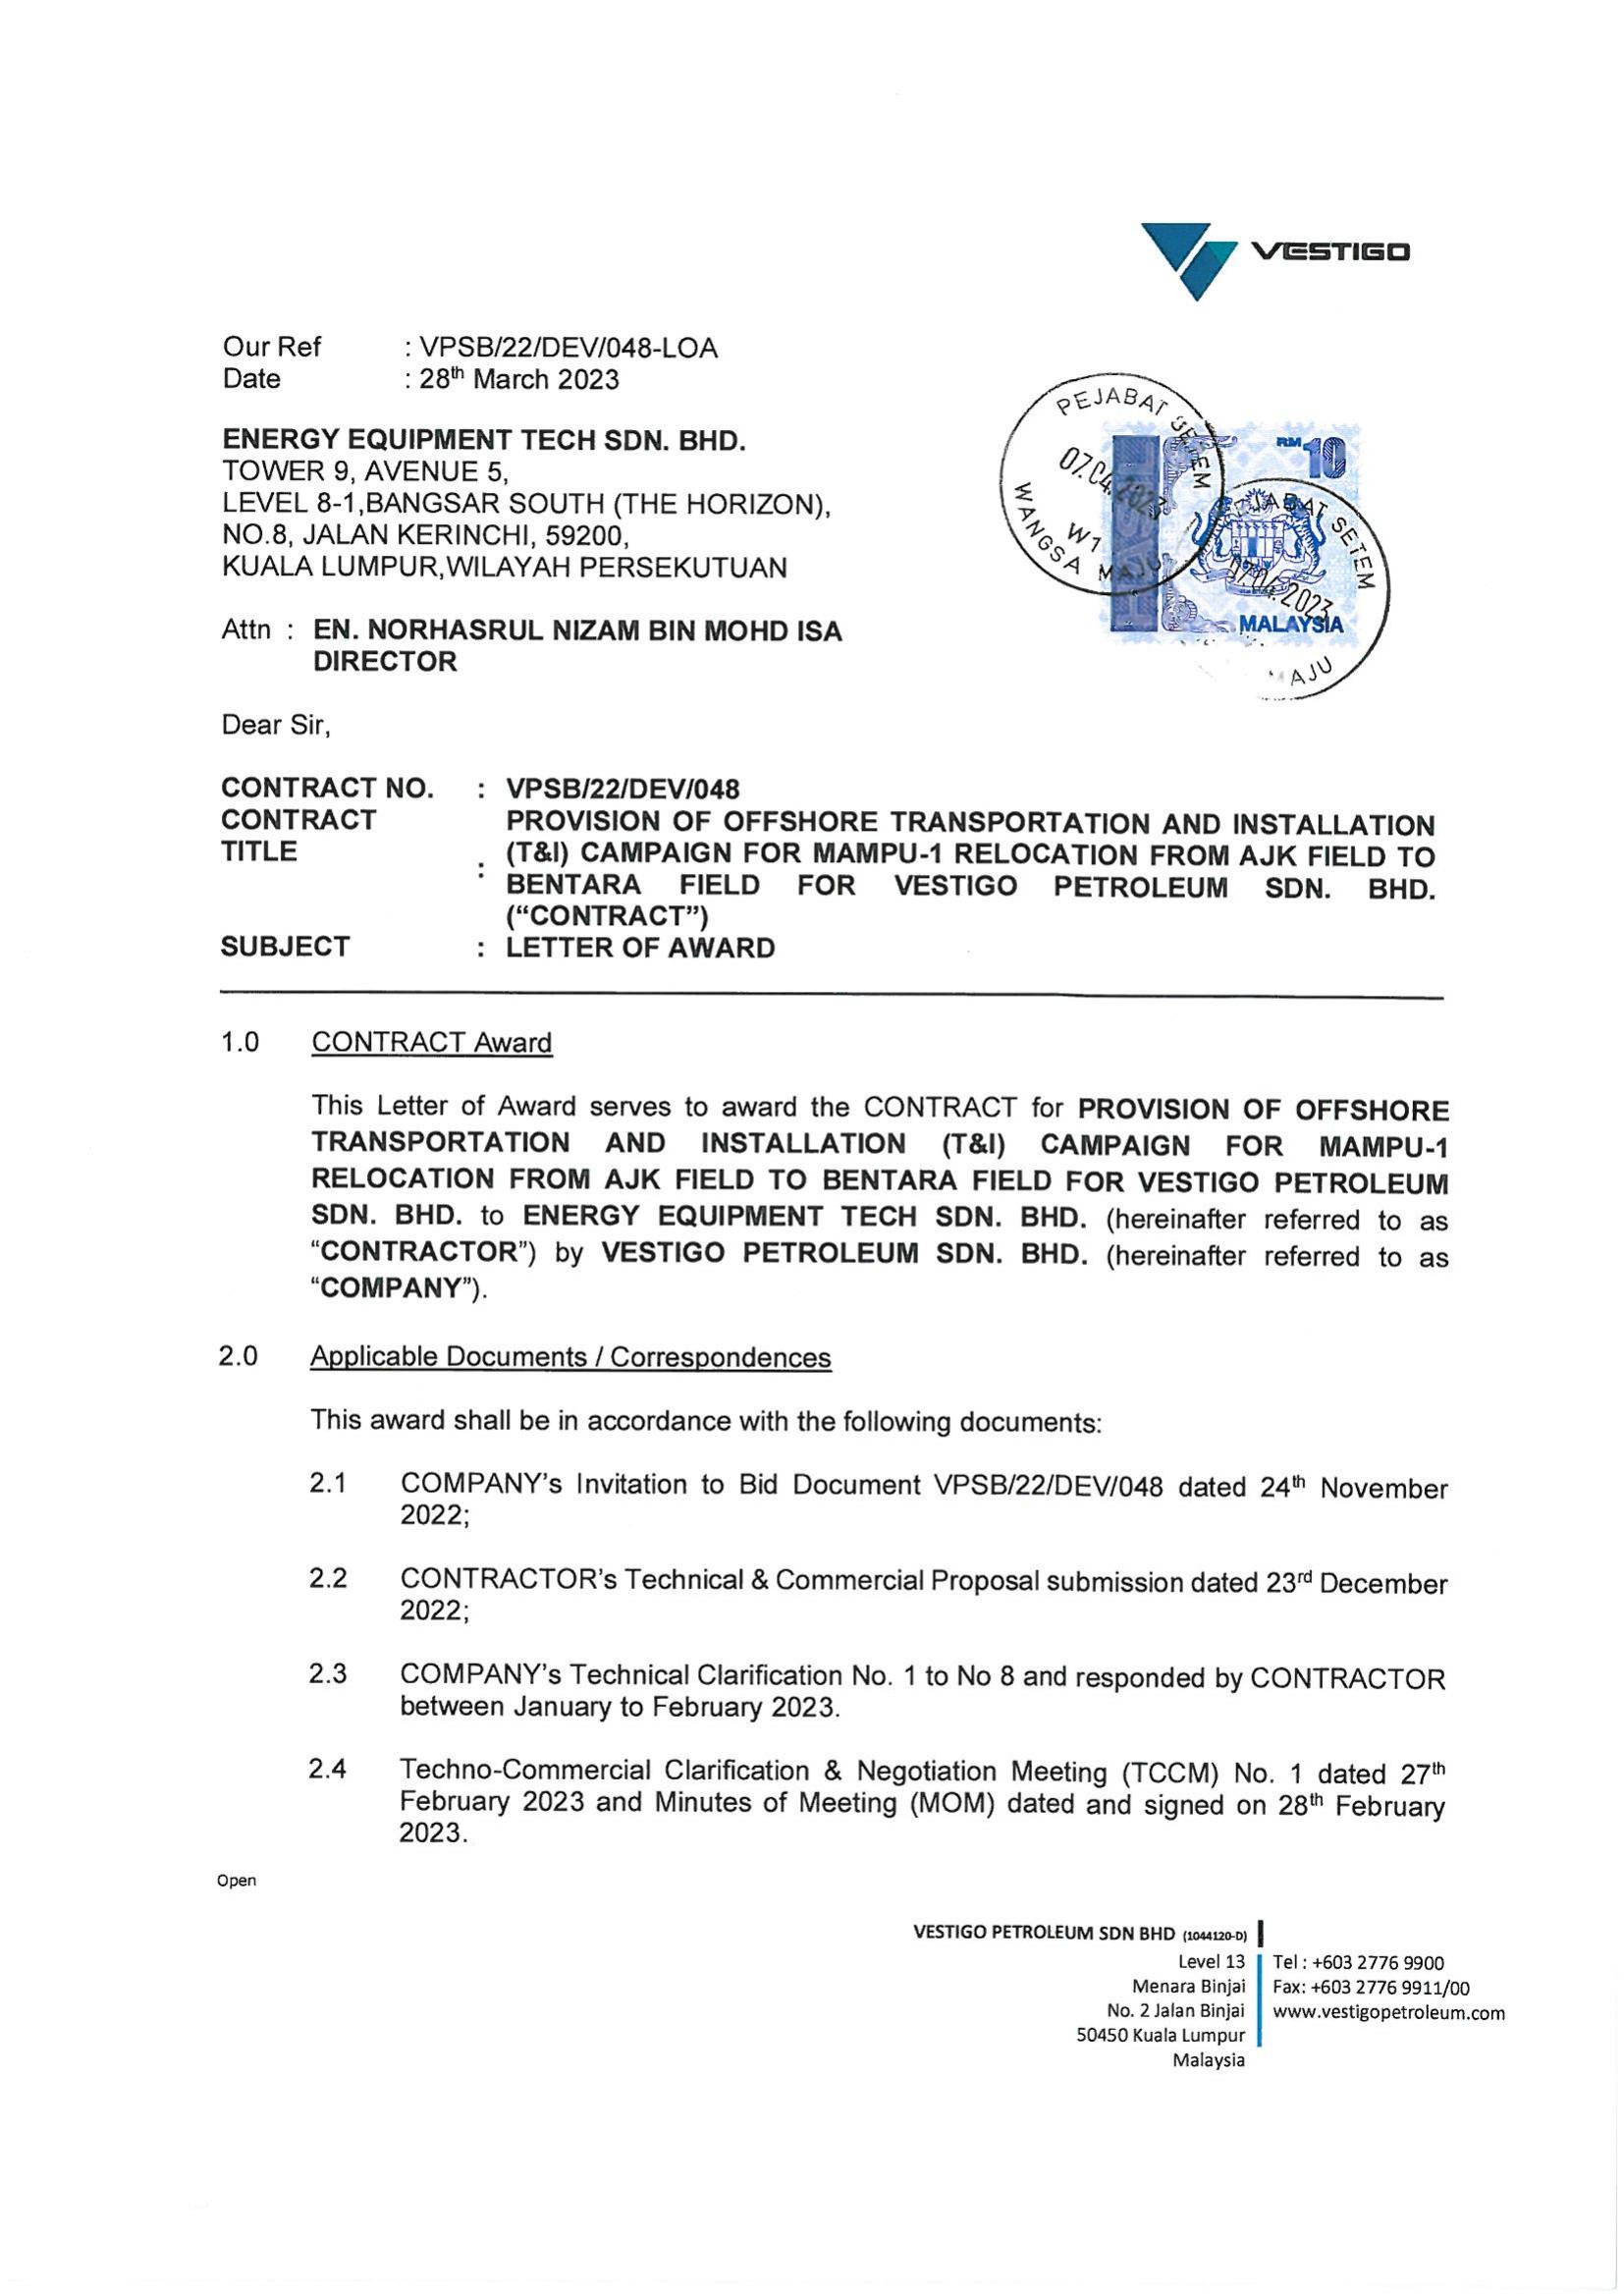 VESTIGO
Our Ref : VPSB/22/DEV/048-LOA
Date : 28th March 2023
ENERGY EQUIPMENT TECH SDN. BHD.
TOWER 9, AVENUE 5,
LEVEL 8-1,BANGSAR SOUTH (THE HORIZON),
NO.8, JALAN KERINCHI, 59200,
KUALA LUMPUR,WILAYAH PERSEKUTUAN
PEJABAT SETEM
07.04.2023
W1
WANGSA MAJU
HASIL
RM 10
PEJABAT SETEM
07.04.2023
MALAYSIA
MAJU
Attn : EN. NORHASRUL NIZAM BIN MOHD ISA
DIRECTOR
Dear Sir,
CONTRACT NO. : VPSB/22/DEV/048
CONTRACT PROVISION OF OFFSHORE TRANSPORTATION AND INSTALLATION
TITLE : (T&I) CAMPAIGN FOR MAMPU-1 RELOCATION FROM AJK FIELD TO
BENTARA FIELD FOR VESTIGO PETROLEUM SDN. BHD.
(“CONTRACT”)
SUBJECT : LETTER OF AWARD
1.0 CONTRACT Award
This Letter of Award serves to award the CONTRACT for PROVISION OF OFFSHORE
TRANSPORTATION AND INSTALLATION (T&I) CAMPAIGN FOR MAMPU-1
RELOCATION FROM AJK FIELD TO BENTARA FIELD FOR VESTIGO PETROLEUM
SDN. BHD. to ENERGY EQUIPMENT TECH SDN. BHD. (hereinafter referred to as
“CONTRACTOR”) by VESTIGO PETROLEUM SDN. BHD. (hereinafter referred to as
“COMPANY”).
2.0 Applicable Documents / Correspondences
This award shall be in accordance with the following documents:
2.1 COMPANY’s Invitation to Bid Document VPSB/22/DEV/048 dated 24th November
2022;
2.2 CONTRACTOR’s Technical & Commercial Proposal submission dated 23rd December
2022;
2.3 COMPANY’s Technical Clarification No. 1 to No 8 and responded by CONTRACTOR
between January to February 2023.
2.4 Techno-Commercial Clarification & Negotiation Meeting (TCCM) No. 1 dated 27th
February 2023 and Minutes of Meeting (MOM) dated and signed on 28th February
2023.
Open
VESTIGO PETROLEUM SDN BHD (1044120-D)
Level 13 Tel : +603 2776 9900
Menara Binjai Fax: +603 2776 9911/00
No. 2 Jalan Binjai www.vestigopetroleum.com
50450 Kuala Lumpur
Malaysia